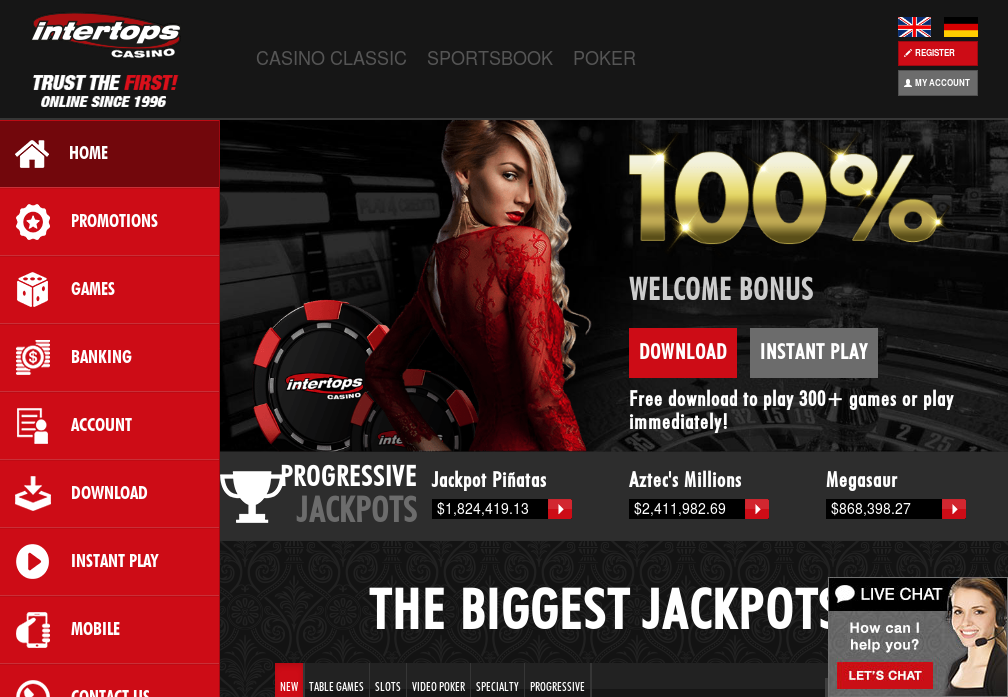 intertops
CASINO
TRUST THE FIRST!
ONLINE SINCE 1996
CASINO CLASSIC SPORTSBOOK POKER
REGISTER
MY ACCOUNT
HOME
PROMOTIONS
GAMES
BANKING
ACCOUNT
DOWNLOAD
INSTANT PLAY
MOBILE
CONTACT US
100%
WELCOME BONUS
DOWNLOAD INSTANT PLAY
Free download to play 300+ games or play
immediately!
intertops
CASINO
PROGRESSIVE
JACKPOTS
Jackpot Piñatas
$1,824,419.13
Aztec's Millions
$2,411,982.69
Megasaur
$868,398.27
THE BIGGEST JACKPOTS
NEW TABLE GAMES SLOTS VIDEO POKER SPECIALTY PROGRESSIVE
LIVE CHAT
How can I
help you?
LET'S CHAT